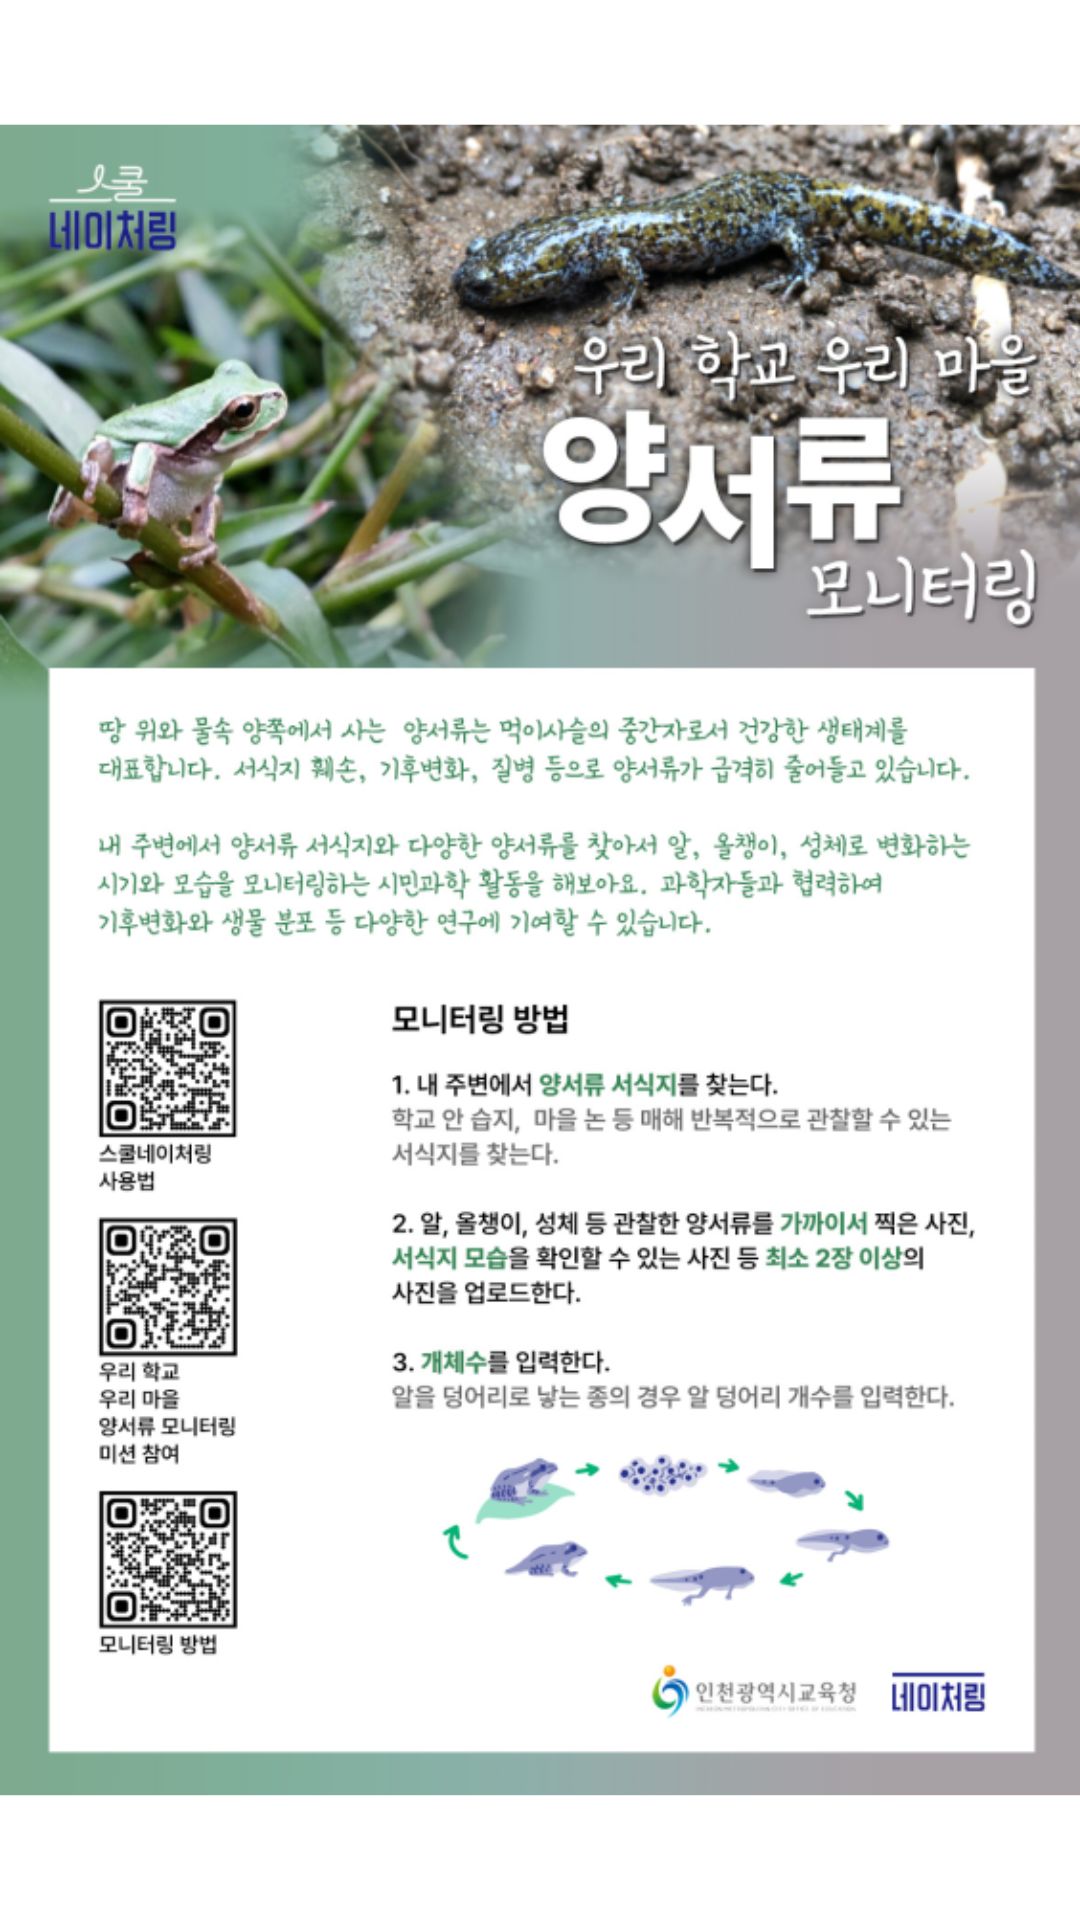 스쿨
네이처링
우리 학교 우리 마을
양서류
모니터링
땅 위와 물속 양쪽에서 사는 양서류는 먹이사슬의 중간자로서 건강한 생태계를
대표합니다. 서식지 훼손, 기후변화, 질병 등으로 양서류가 급격히 줄어들고 있습니다.
내 주변에서 양서류 서식지와 다양한 양서류를 찾아서 알, 올챙이, 성체로 변화하는
시기와 모습을 모니터링하는 시민과학 활동을 해보아요. 과학자들과 협력하여
기후변화와 생물 분포 등 다양한 연구에 기여할 수 있습니다.
스쿨네이처링
사용법
우리 학교
우리 마을
양서류 모니터링
미션 참여
모니터링 방법
모니터링 방법
1. 내 주변에서 양서류 서식지를 찾는다.
학교 안 습지, 마을 논 등 매해 반복적으로 관찰할 수 있는
서식지를 찾는다.
2. 알, 올챙이, 성체 등 관찰한 양서류를 가까이서 찍은 사진,
서식지 모습을 확인할 수 있는 사진 등 최소 2장 이상의
사진을 업로드한다.
3. 개체수를 입력한다.
알을 덩어리로 낳는 종의 경우 알 덩어리 개수를 입력한다.
인천광역시교육청
네이처링